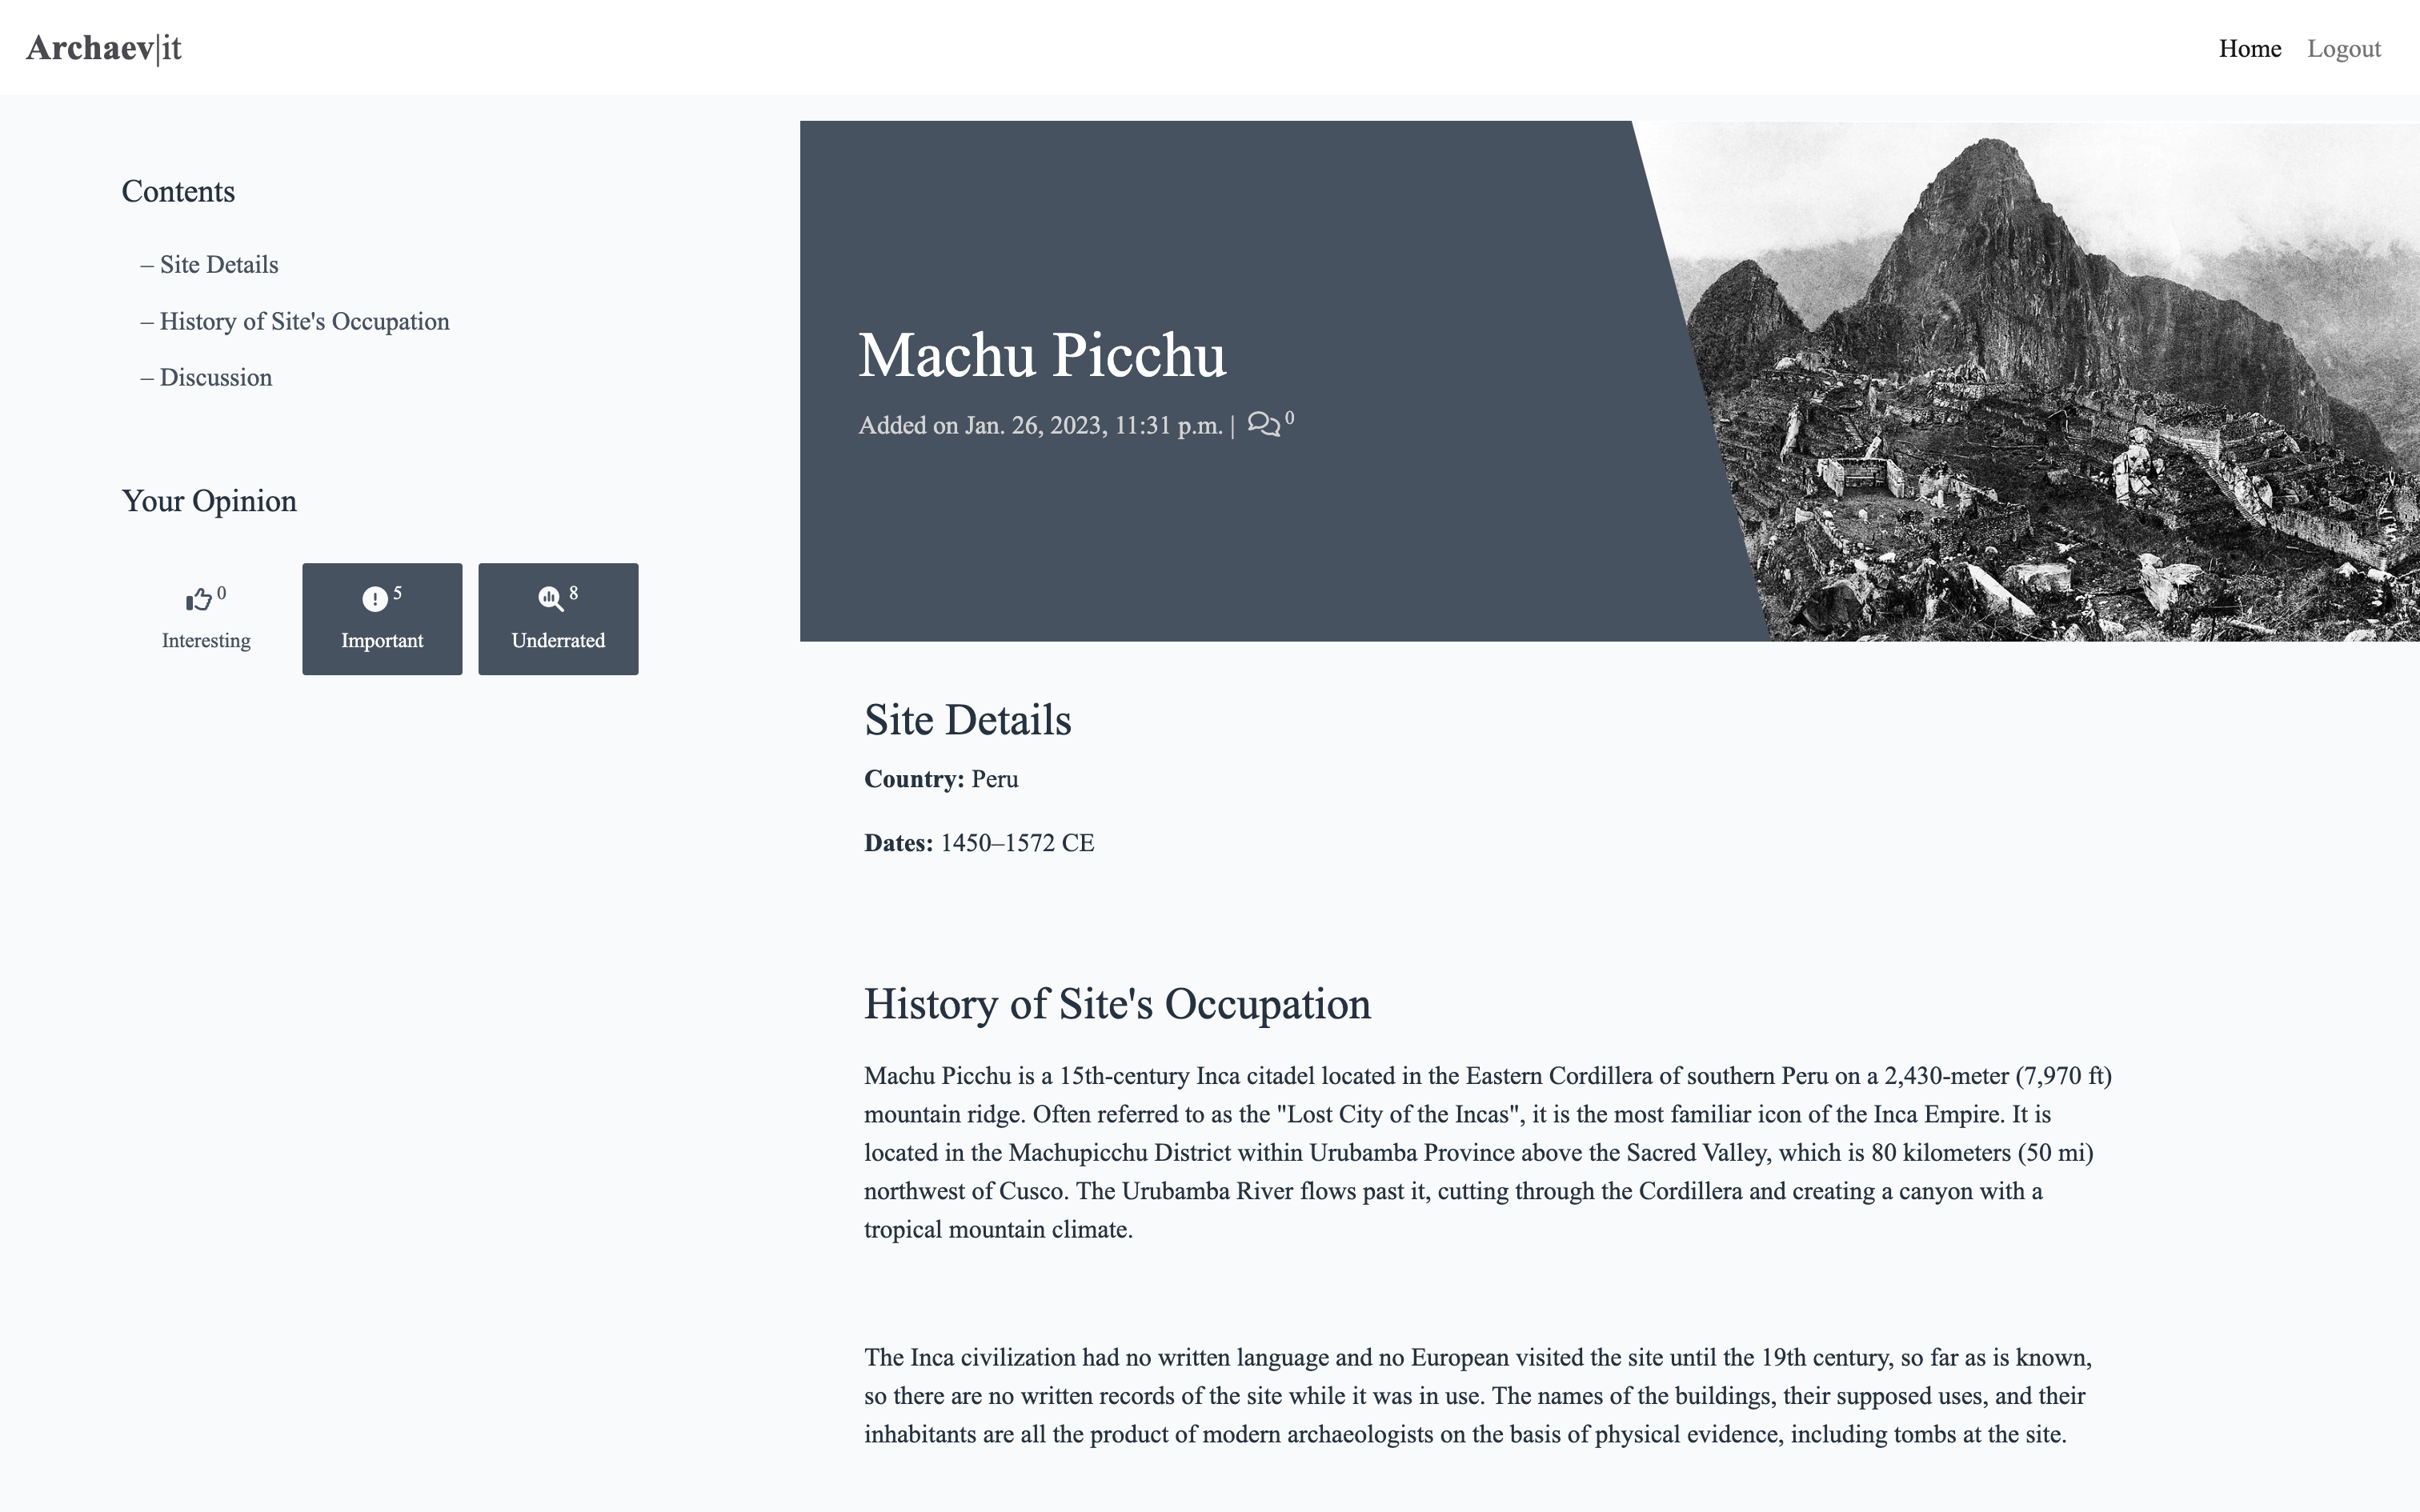 Archaev|it
Home Logout
Contents
– Site Details
– History of Site's Occupation
– Discussion
Your Opinion
0
Interesting
5
Important
8
Underrated
Machu Picchu
Added on Jan. 26, 2023, 11:31 p.m. | 0
Site Details
Country: Peru
Dates: 1450–1572 CE
History of Site's Occupation
Machu Picchu is a 15th-century Inca citadel located in the Eastern Cordillera of southern Peru on a 2,430-meter (7,970 ft)
mountain ridge. Often referred to as the "Lost City of the Incas", it is the most familiar icon of the Inca Empire. It is
located in the Machupicchu District within Urubamba Province above the Sacred Valley, which is 80 kilometers (50 mi)
northwest of Cusco. The Urubamba River flows past it, cutting through the Cordillera and creating a canyon with a
tropical mountain climate.
The Inca civilization had no written language and no European visited the site until the 19th century, so far as is known,
so there are no written records of the site while it was in use. The names of the buildings, their supposed uses, and their
inhabitants are all the product of modern archaeologists on the basis of physical evidence, including tombs at the site.